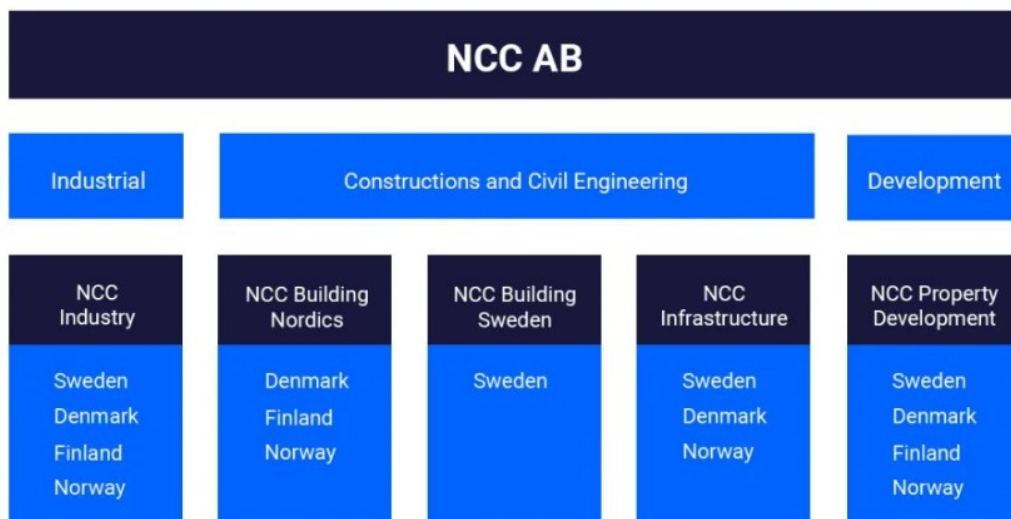 NCC AB
Industrial
Constructions and Civil Engineering
Development
NCC
Industry
Sweden
Denmark
Finland
Norway
NCC Building
Nordics
Denmark
Finland
Norway
NCC Building
Sweden
Sweden
NCC
Infrastructure
Sweden
Denmark
Norway
NCC Property
Development
Sweden
Denmark
Finland
Norway